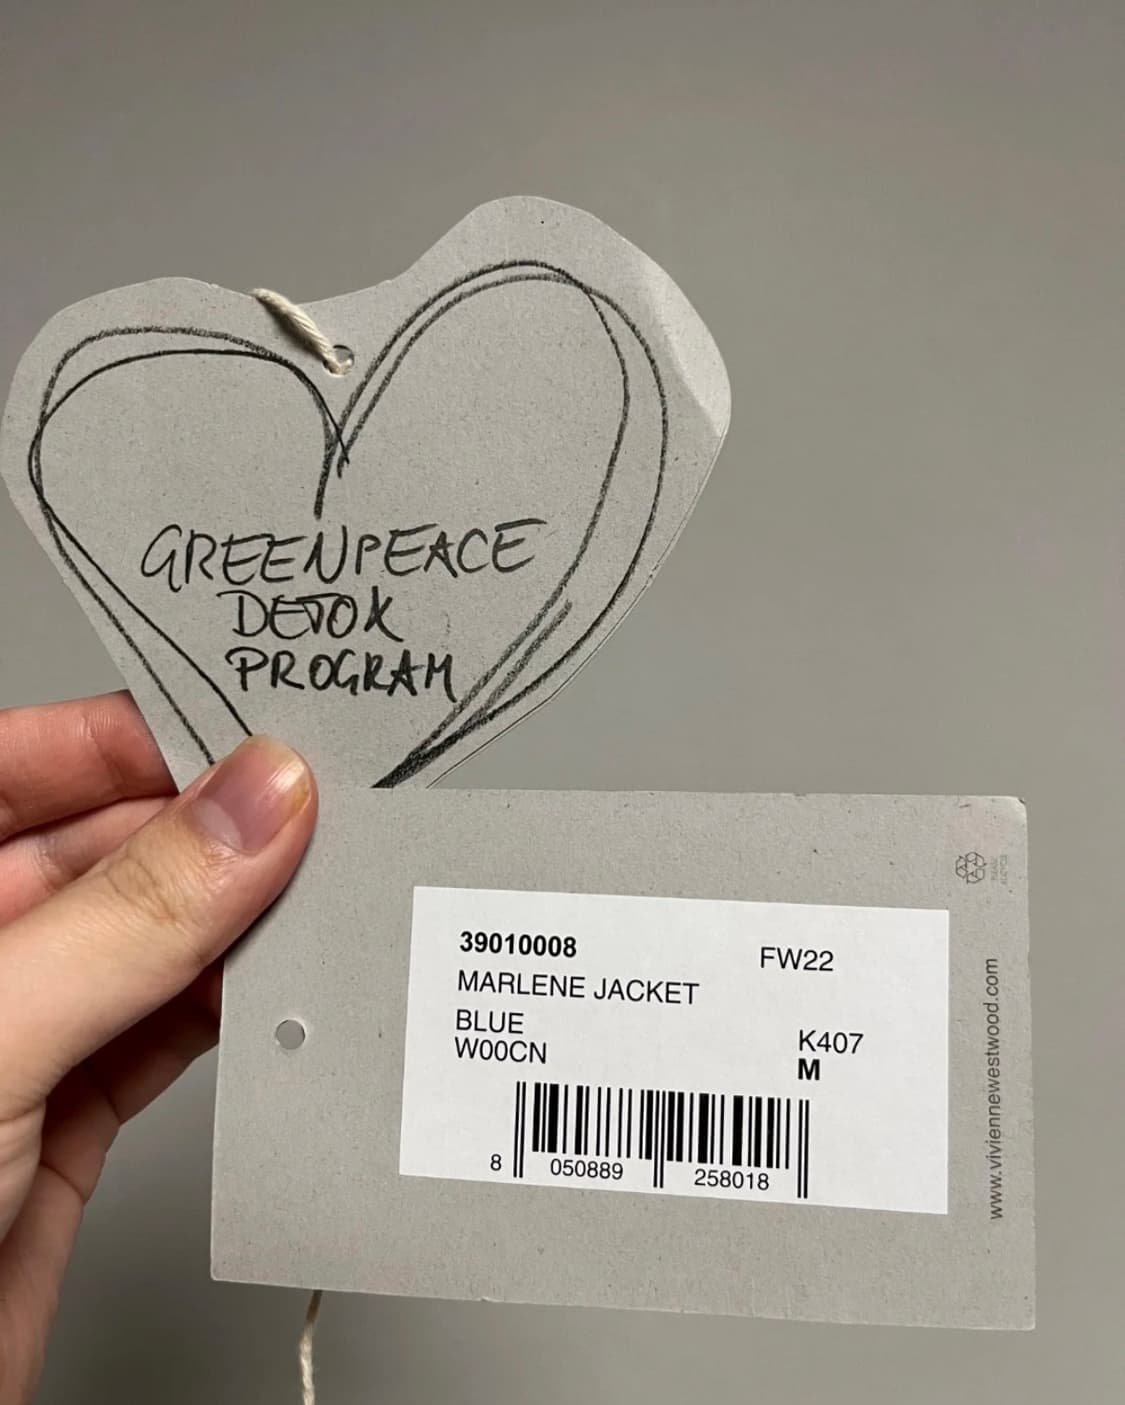 GREENPEACE
DETOX
PROGRAM
39010008 FW22
MARLENE JACKET
BLUE K407
W00CN M
8 050889 258018
www.viviennewestwood.com